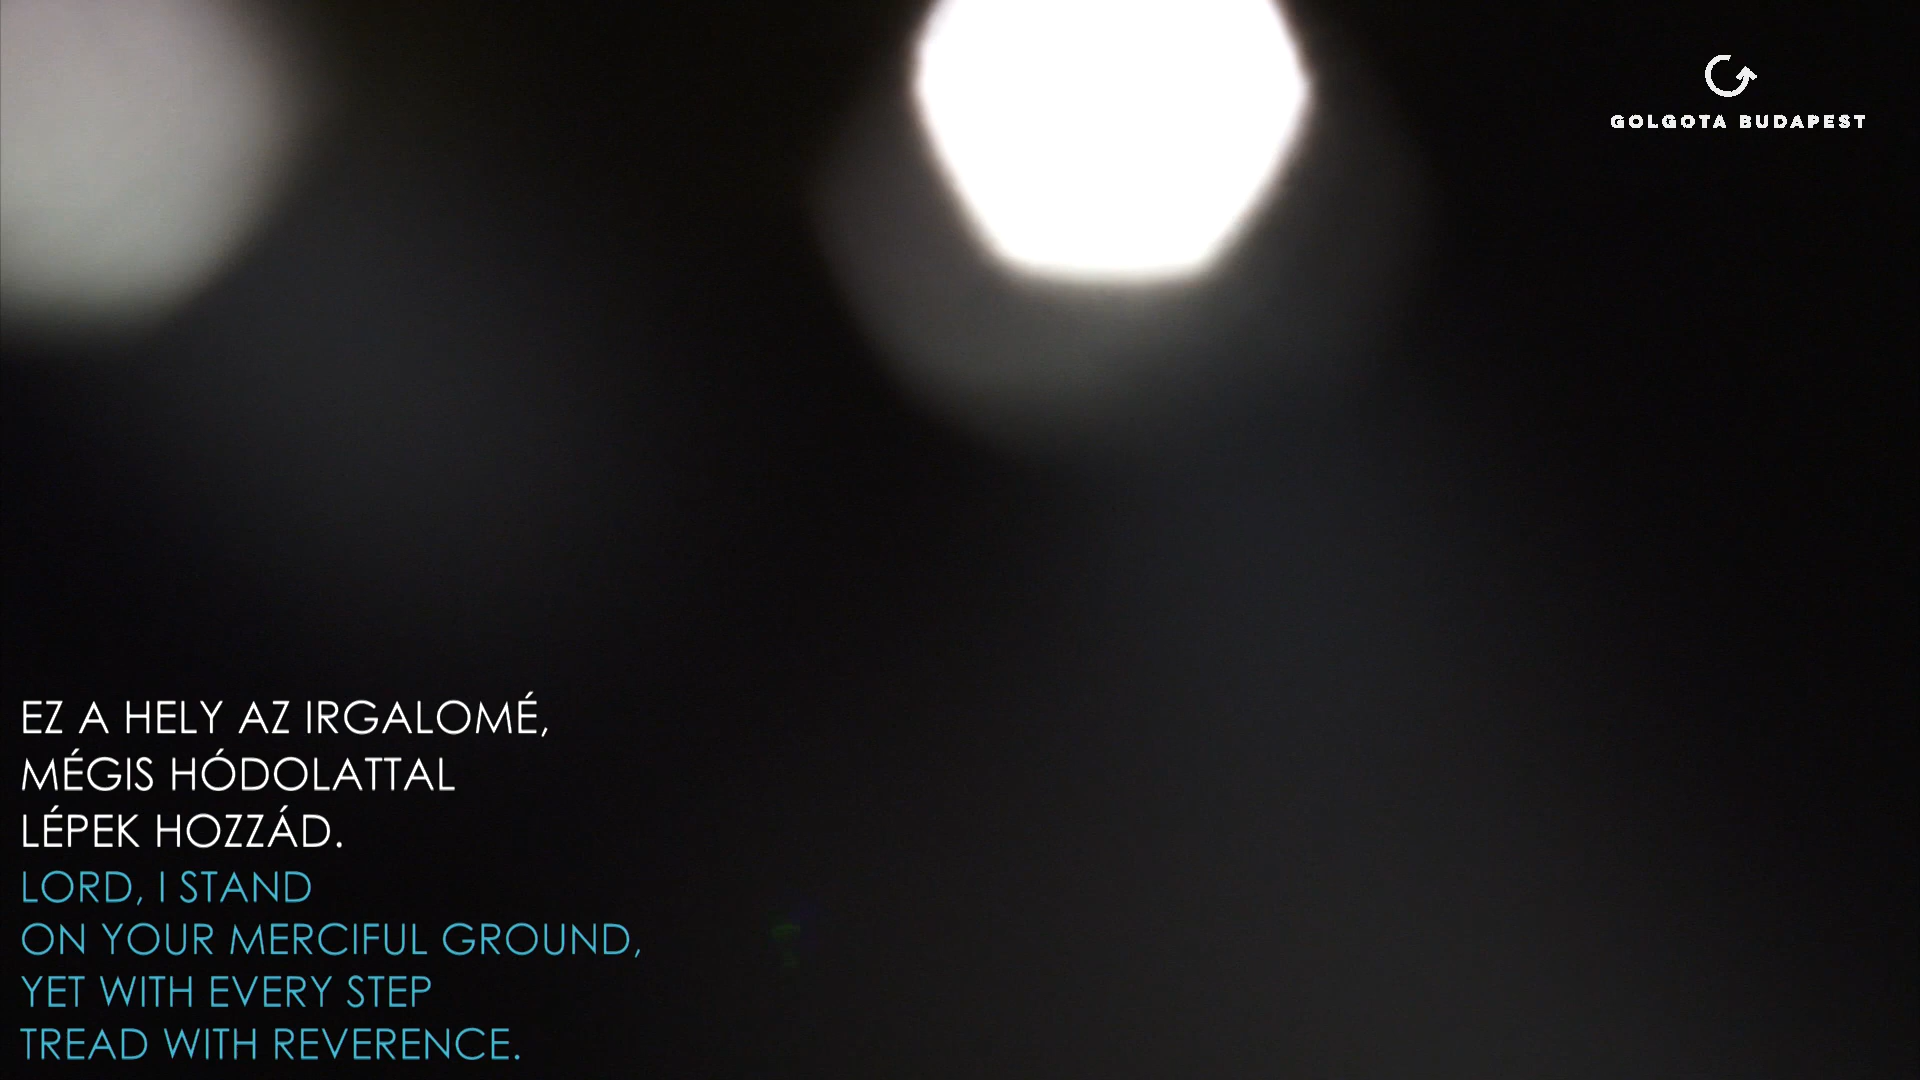 GOLGOTA BUDAPEST
EZ A HELY AZ IRGALOMÉ,
MÉGIS HÓDOLATTAL
LÉPEK HOZZÁD.
LORD, I STAND
ON YOUR MERCIFUL GROUND,
YET WITH EVERY STEP
TREAD WITH REVERENCE.